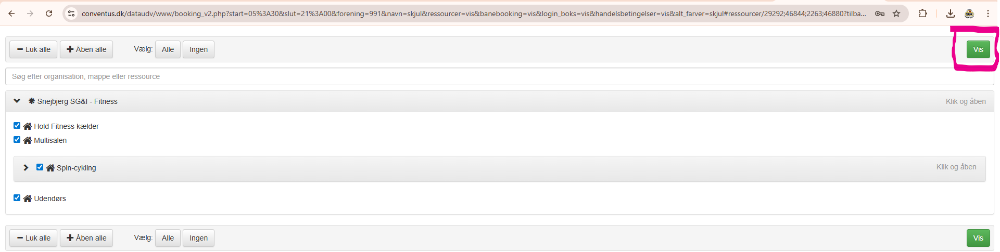 conventus.dk/dataudv/www/booking_v2.php?start=05%3A30&slut=21%3A00&forening=991&navn=skjul&ressourcer=vis&banebooking=vis&login_boks=vis&handelsbetingelser=vis&alt_farver=skjul#ressourcer/29292;46844;2263;46880?tilba...
Luk alle Åben alle Vælg: Alle Ingen Vis
Søg efter organisation, mappe eller ressource
Snejbjerg SG&I - Fitness Klik og åben
Hold Fitness kælder
Multisalen
Spin-cykling Klik og åben
Udendørs
Luk alle Åben alle Vælg: Alle Ingen Vis